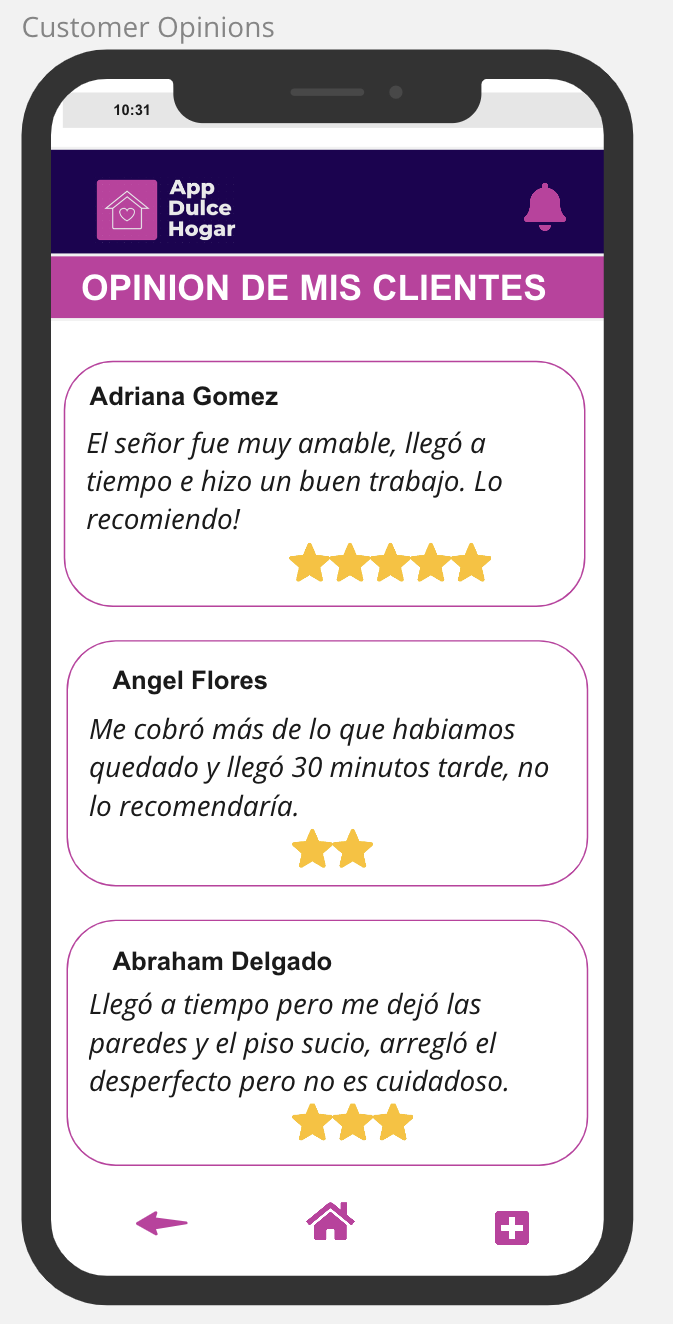 Customer Opinions
10:31
App
Dulce
Hogar
OPINION DE MIS CLIENTES
Adriana Gomez
El señor fue muy amable, llegó a
tiempo e hizo un buen trabajo. Lo
recomiendo!
Angel Flores
Me cobró más de lo que habiamos
quedado y llegó 30 minutos tarde, no
lo recomendaría.
Abraham Delgado
Llegó a tiempo pero me dejó las
paredes y el piso sucio, arregló el
desperfecto pero no es cuidadoso.